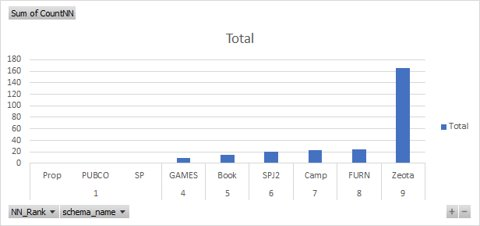 Sum of CountNN
Total
180
160
140
120
100
80
60
40
20
0
Total
Prop PUBCO SP GAMES Book SPJ2 Camp FURN Zeota
1 4 5 6 7 8 9
NN_Rank schema_name
+ -